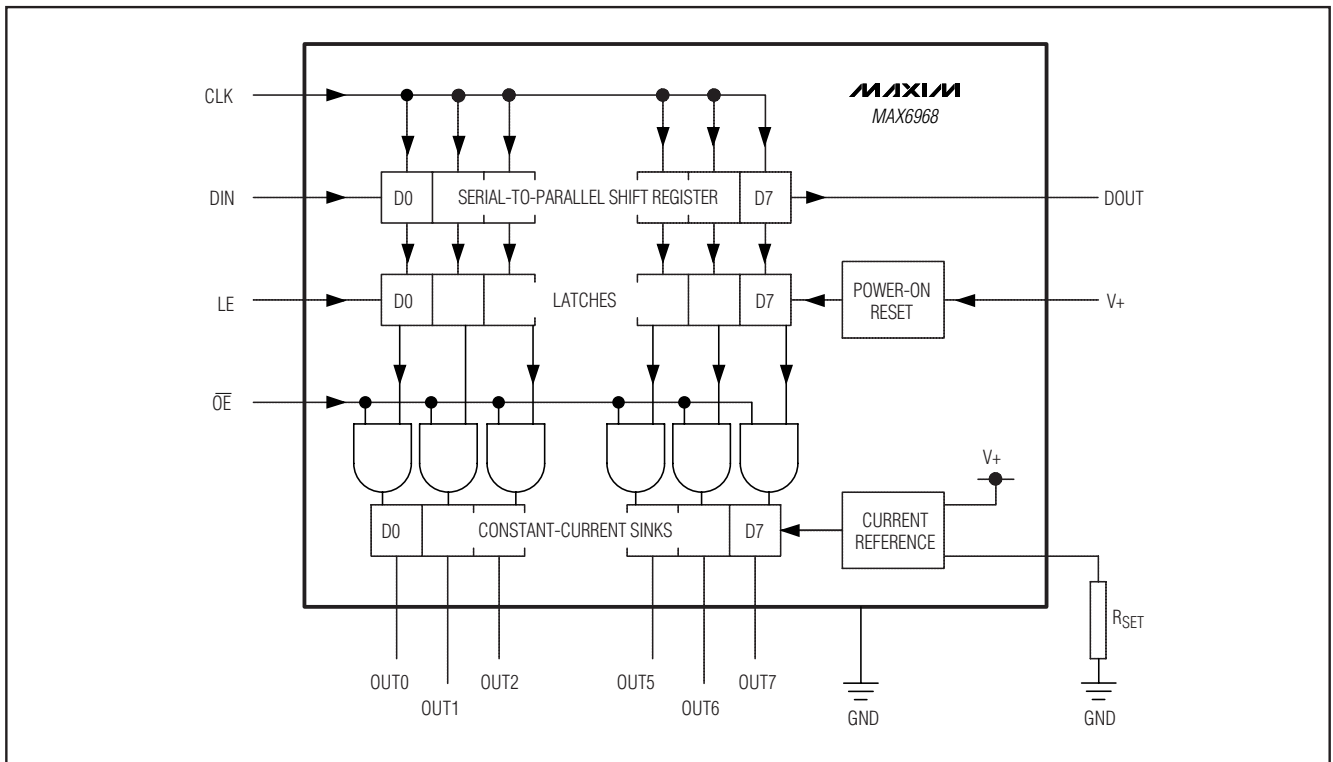 CLK
MAXIM
MAX6968
DIN
D0
SERIAL-TO-PARALLEL SHIFT REGISTER
D7
DOUT
LE
D0
LATCHES
D7
POWER-ON
RESET
V+
OE
V+
D0
CONSTANT-CURRENT SINKS
D7
CURRENT
REFERENCE
RSET
OUT0
OUT1
OUT2
OUT5
OUT6
OUT7
GND
GND